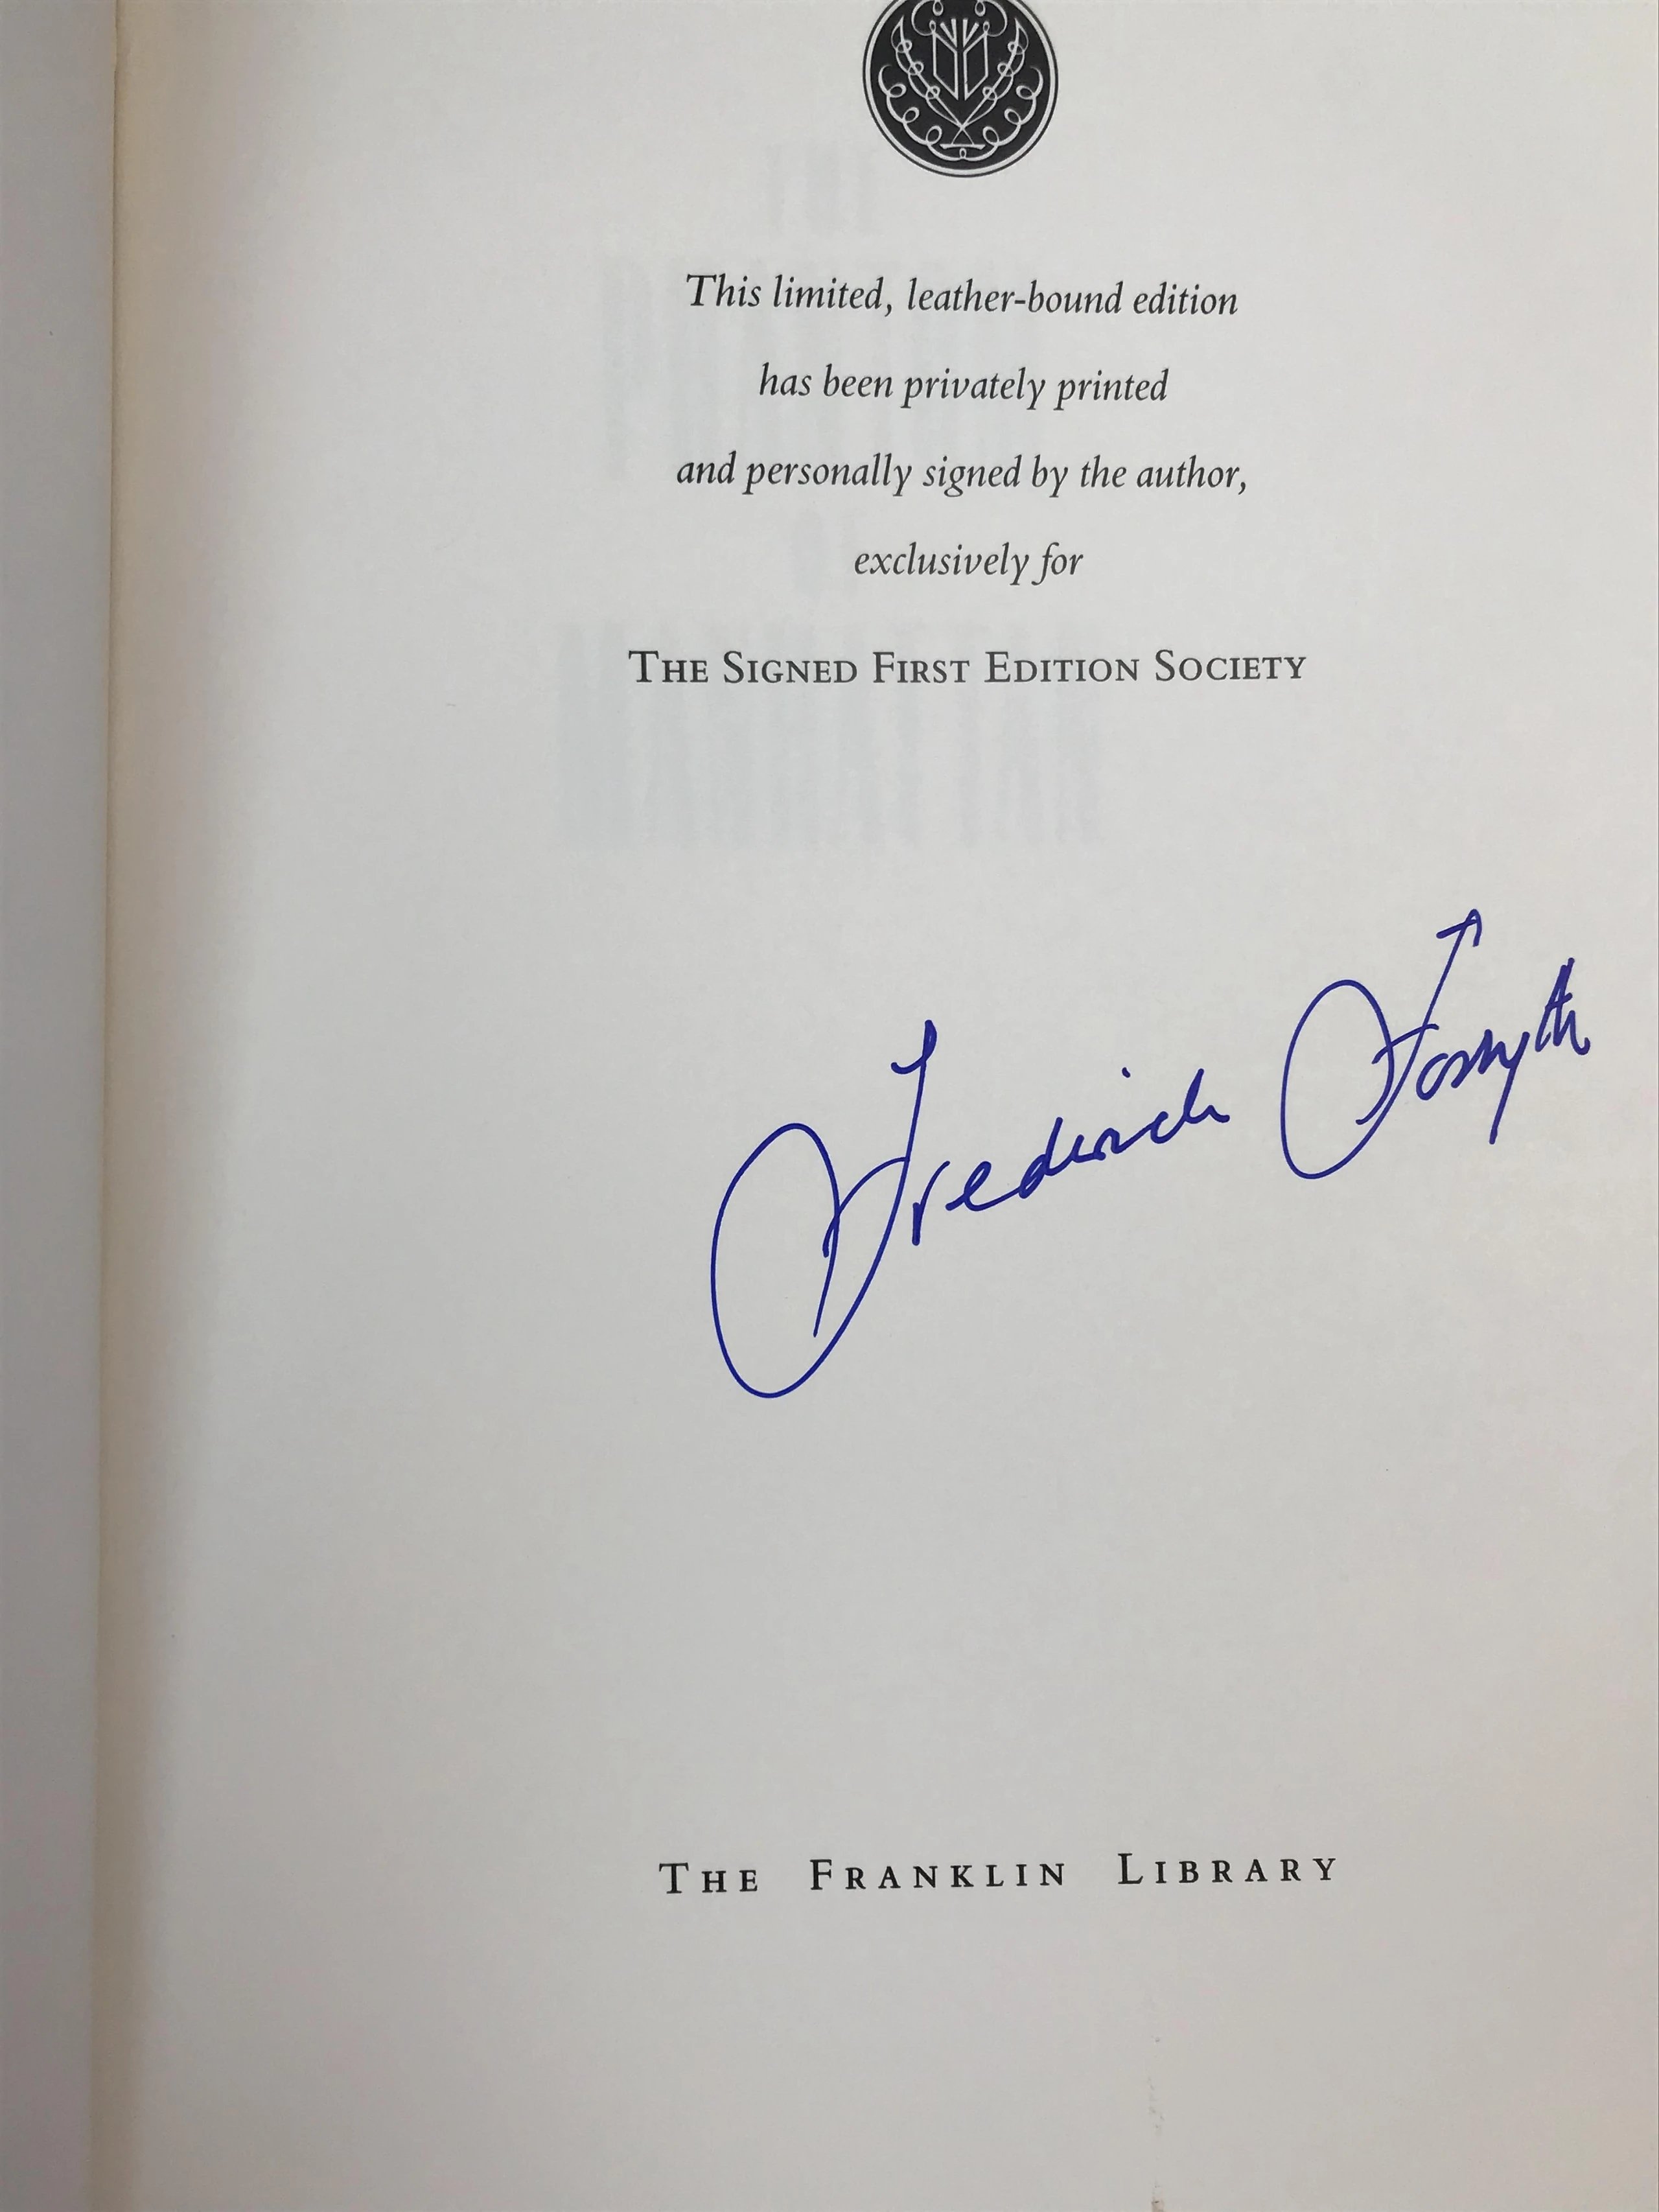 This limited, leather-bound edition
has been privately printed
and personally signed by the author,
exclusively for
THE SIGNED FIRST EDITION SOCIETY
Frederick Forsyth
THE FRANKLIN LIBRARY